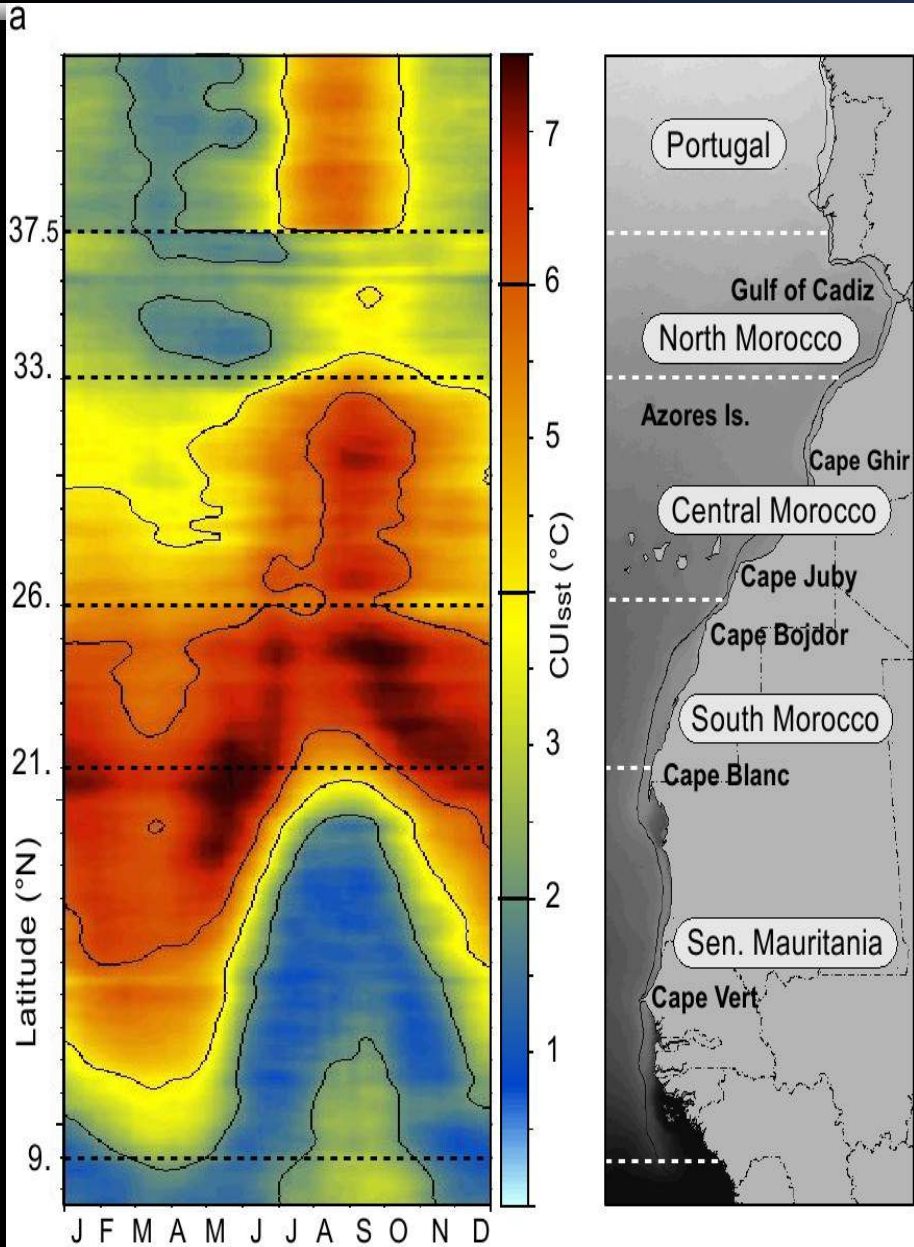 a
37.5
33.
26.
21.
9.
Latitude (°N)
J F M A M J J A S O N D
7
6
5
4
3
2
1
CUIsst (°C)
Portugal
Gulf of Cadiz
North Morocco
Azores Is.
Cape Ghir
Central Morocco
Cape Juby
Cape Bojdor
South Morocco
Cape Blanc
Sen. Mauritania
Cape Vert